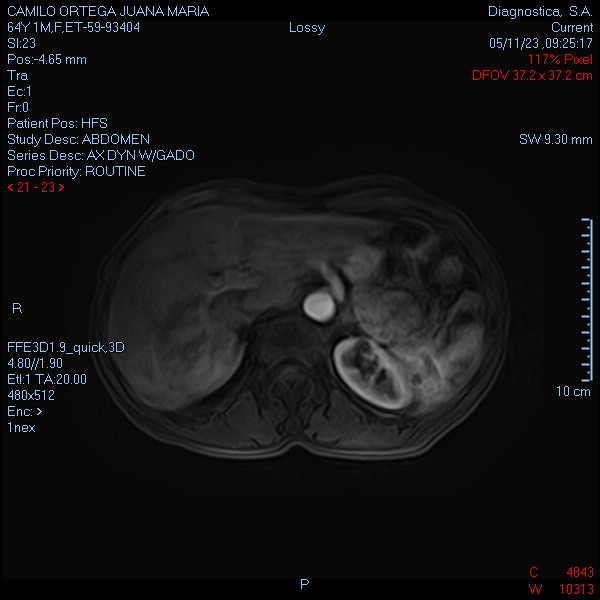 CAMILO ORTEGA JUANA MARIA
64Y 1M,F,ET-59-93404
Sl:23
Pos:-4.65 mm
Tra
Ec:1
Fr:0
Patient Pos: HFS
Study Desc: ABDOMEN
Series Desc: AX DYN W/GADO
Proc Priority: ROUTINE
< 21 - 23 >
Lossy
Diagnostica, S.A.
Current
05/11/23 ,09:25:17
117% Pixel
DFOV 37.2 x 37.2 cm
SW 9.30 mm
R
10 cm
FFE3D1.9_quick,3D
4.80//1.90
Etl:1 TA:20.00
480x512
Enc: >
1nex
P
C 4843
W 10313